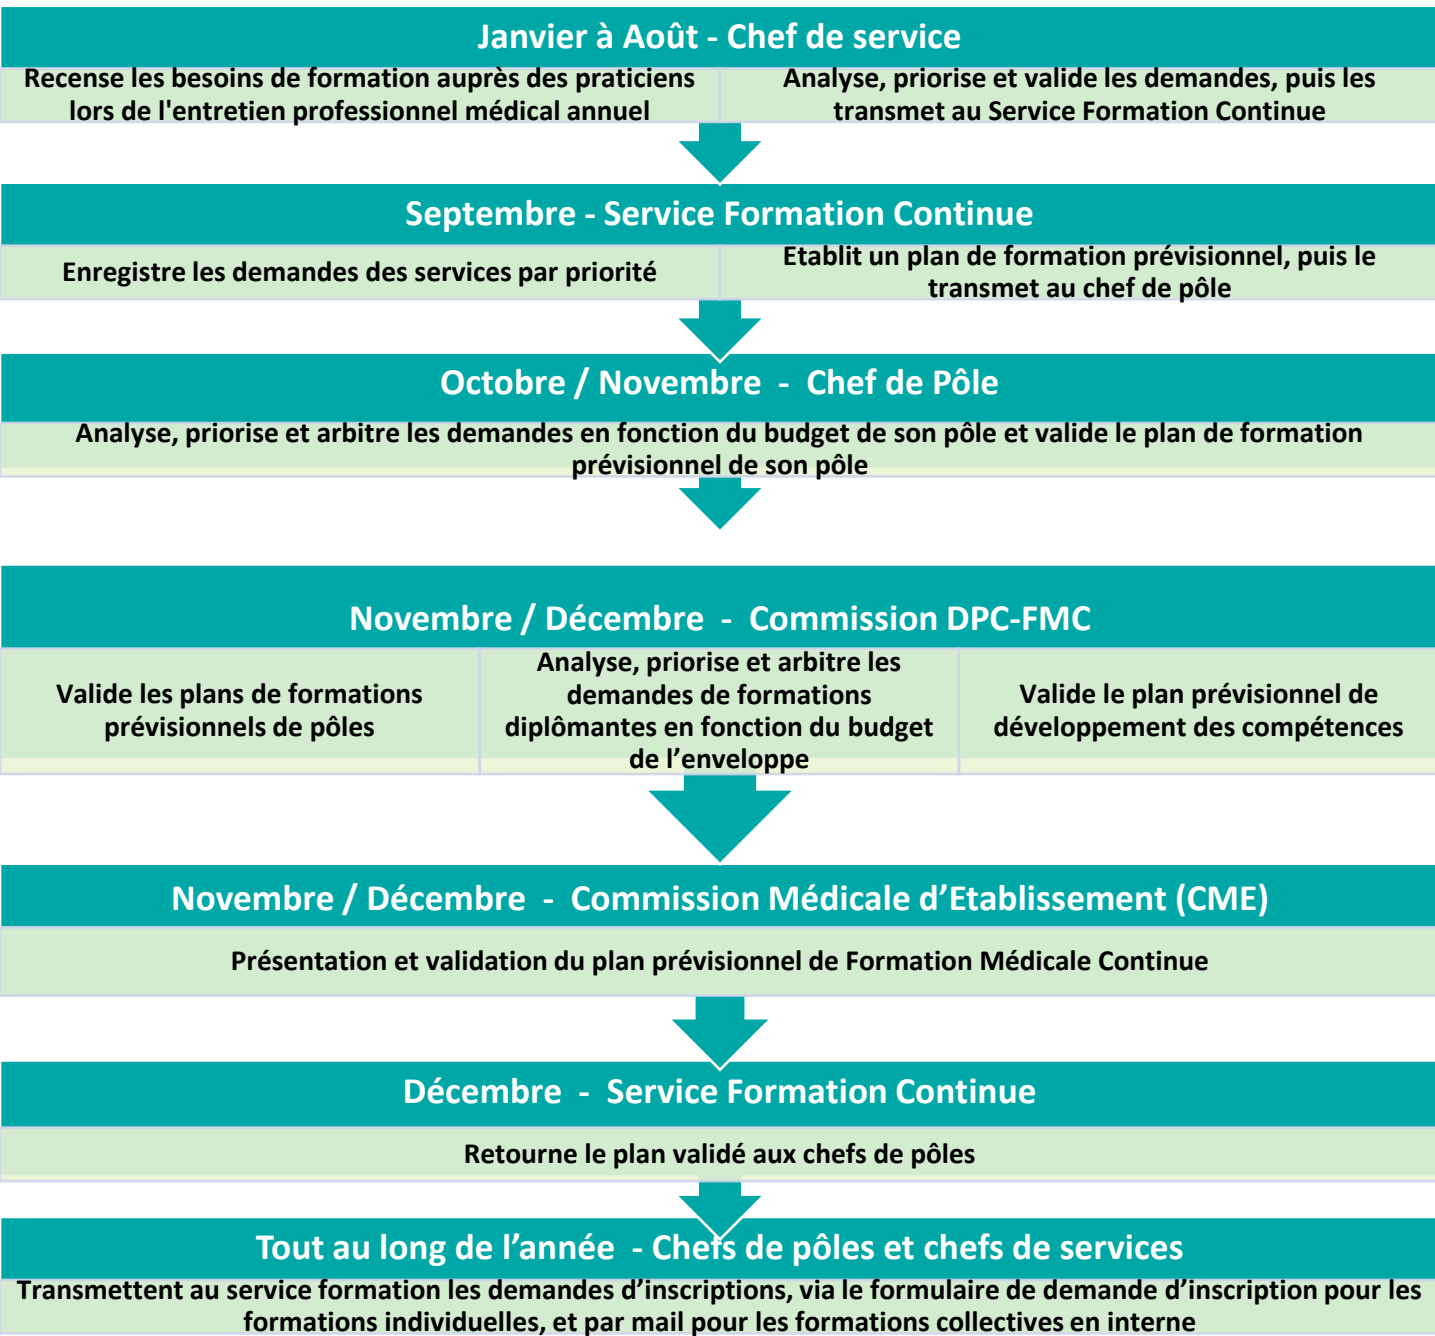 Janvier à Août - Chef de service
Recense les besoins de formation auprès des praticiens
lors de l'entretien professionnel médical annuel
Analyse, priorise et valide les demandes, puis les
transmet au Service Formation Continue
Septembre - Service Formation Continue
Enregistre les demandes des services par priorité
Etablit un plan de formation prévisionnel, puis le
transmet au chef de pôle
Octobre / Novembre - Chef de Pôle
Analyse, priorise et arbitre les demandes en fonction du budget de son pôle et valide le plan de formation
prévisionnel de son pôle
Novembre / Décembre - Commission DPC-FMC
Valide les plans de formations
prévisionnels de pôles
Analyse, priorise et arbitre les
demandes de formations
diplômantes en fonction du budget
de l’enveloppe
Valide le plan prévisionnel de
développement des compétences
Novembre / Décembre - Commission Médicale d’Etablissement (CME)
Présentation et validation du plan prévisionnel de Formation Médicale Continue
Décembre - Service Formation Continue
Retourne le plan validé aux chefs de pôles
Tout au long de l’année - Chefs de pôles et chefs de services
Transmettent au service formation les demandes d’inscriptions, via le formulaire de demande d’inscription pour les
formations individuelles, et par mail pour les formations collectives en interne